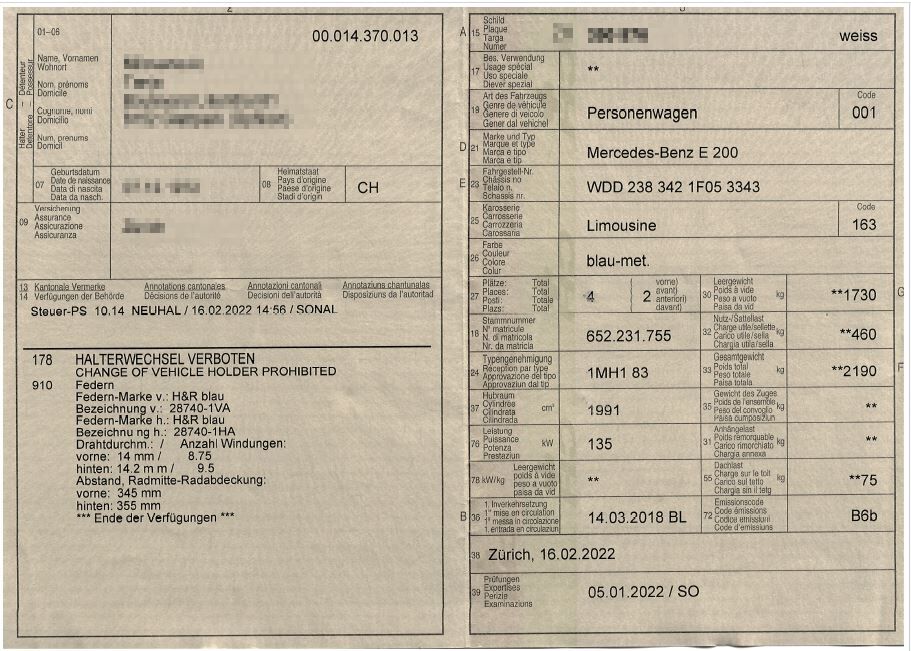 01–06
00.014.370.013
Name, Vornamen
Wohnort
Nom, prénoms
Domicile
Cognome, nomi
Domicilio
Num, prenums
Domicil
C
Halter – Détenteur
Detentore – Possessur
07
Geburtsdatum
Date de naissance
Data di nascita
Data da nasch.
08
Heimatstaat
Pays d'origine
Paese d'origine
Stadi d'origin
CH
09
Versicherung
Assurance
Assicurazione
Assicuranza
13 Kantonale Vermerke Annotations cantonales Annotazioni cantonali Annotaziuns chantunales
14 Verfügungen der Behörde Décisions de l'autorité Decisioni dell'autorità Disposiziuns da l'autoritad
Steuer-PS 10.14 NEUHAL / 16.02.2022 14:56 / SONAL
178 HALTERWECHSEL VERBOTEN
CHANGE OF VEHICLE HOLDER PROHIBITED
910 Federn
Federn-Marke v.: H&R blau
Bezeichnung v.: 28740-1VA
Federn-Marke h.: H&R blau
Bezeichnu ng h.: 28740-1HA
Drahtdurchm.: / Anzahl Windungen:
vorne: 14 mm / 8.75
hinten: 14.2 m m / 9.5
Abstand, Radmitte-Radabdeckung:
vorne: 345 mm
hinten: 355 mm
*** Ende der Verfügungen ***
A 15
Schild
Plaque
Targa
Numer
weiss
17
Bes. Verwendung
Usage spécial
Uso speciale
Diever spezial
**
19
Art des Fahrzeugs
Genre de véhicule
Genere di veicolo
Gener dal vehichel
Personenwagen
Code
001
D 21
Marke und Typ
Marque et type
Marca e tipo
Marca e tip
Mercedes-Benz E 200
E 23
Fahrgestell-Nr.
Châssis no
Telaio n.
Schassis nr.
WDD 238 342 1F05 3343
25
Karosserie
Carrosserie
Carrozzeria
Carossaria
Limousine
Code
163
26
Farbe
Couleur
Colore
Colur
blau-met.
27
Plätze: Total
Places: Total
Posti: Totale
Plazs: Total
4
2
vorne)
avant)
anteriori)
davant)
30
Leergewicht
Poids à vide
Peso a vuoto
Paisa da vid
kg
**1730
G
18
Stammnummer
N° matricule
N. di matricola
Nr. da matricla
652.231.755
32
Nutz-/Sattellast
Charge utile/sellette
Carico utile/sella
Chargia utila/sella
kg
**460
24
Typengenehmigung
Réception par type
Approvazione del tipo
Approvaziun dal tip
1MH1 83
33
Gesamtgewicht
Poids total
Peso totale
Paisa totala
kg
**2190
F
37
Hubraum
Cylindrée
Cilindrata
Cilindrada
cm³
1991
35
Gewicht des Zuges
Poids de l'ensemble
Peso del convoglio
Paisa cumposiziun
kg
**
76
Leistung
Puissance
Potenza
Prestaziun
kW
135
31
Anhängelast
Poids remorquable
Carico rimorchiato
Chargia annexa
kg
**
78 kW/kg
Leergewicht
poids à vide
peso a vuoto
paisa da vid
**
55
Dachlast
Charge sur le toit
Carico sul tetto
Chargia sin il tetg
kg
**75
B 36
1. Inverkehrsetzung
1re mise en circulation
1a messa in circolazione
1. entrada en circulaziun
14.03.2018 BL
72
Emissionscode
Code émissions
Codice emissioni
Code d'emissiuns
B6b
38
Zürich, 16.02.2022
39
Prüfungen
Expertises
Perizie
Examinaziuns
05.01.2022 / SO